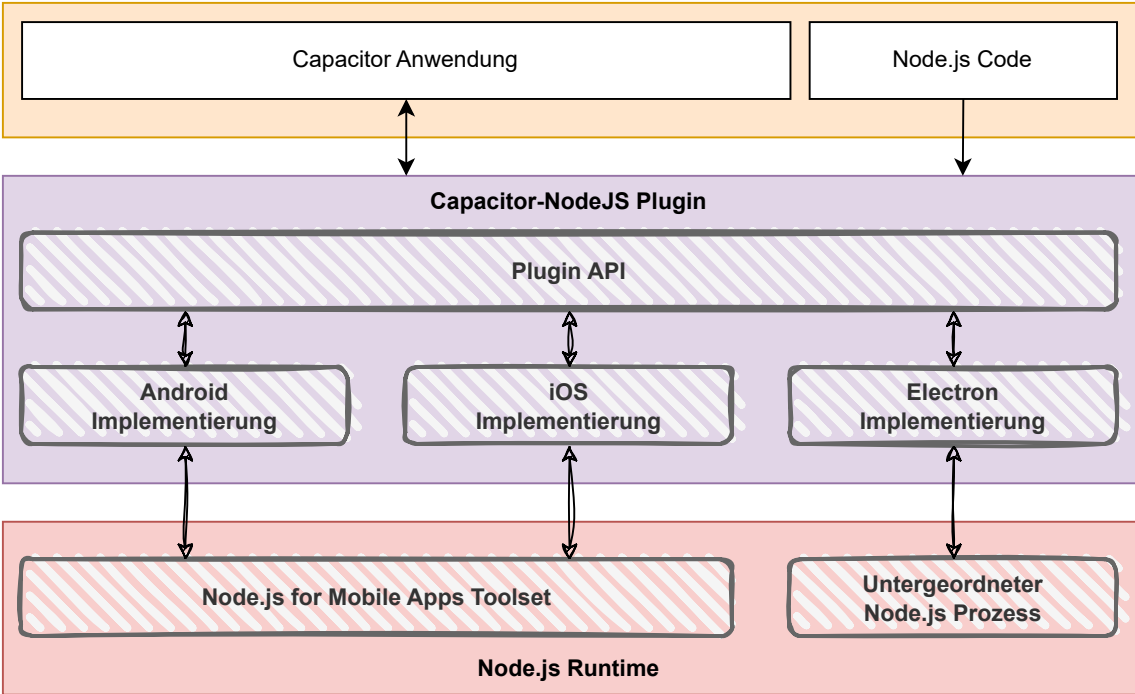 Capacitor Anwendung
Node.js Code
Capacitor-NodeJS Plugin
Plugin API
Android
Implementierung
iOS
Implementierung
Electron
Implementierung
Node.js for Mobile Apps Toolset
Untergeordneter
Node.js Prozess
Node.js Runtime